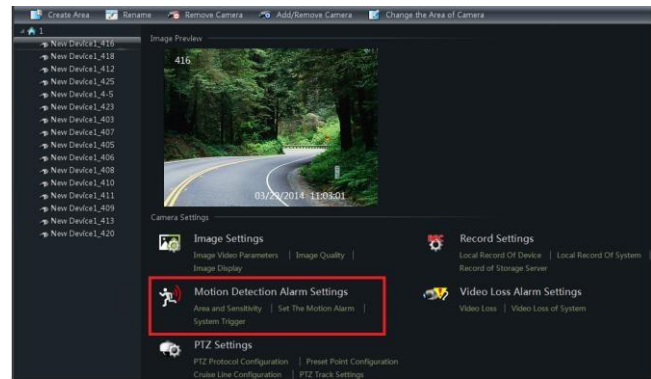 Create Area Rename Remove Camera Add/Remove Camera Change the Area of Camera
1
New Device1_416
New Device1_418
New Device1_412
New Device1_425
New Device1_4-5
New Device1_423
New Device1_403
New Device1_407
New Device1_405
New Device1_406
New Device1_408
New Device1_410
New Device1_411
New Device1_409
New Device1_413
New Device1_420
Image Preview
416
03/29/2014 11:03:01
Camera Settings
Image Settings
Image Video Parameters | Image Quality |
Image Display
Record Settings
Local Record Of Device | Local Record Of System |
Record of Storage Server
Motion Detection Alarm Settings
Area and Sensitivity | Set The Motion Alarm |
System Trigger
Video Loss Alarm Settings
Video Loss | Video Loss of System
PTZ Settings
PTZ Protocol Configuration | Preset Point Configuration
Cruise Line Configuration | PTZ Track Settings